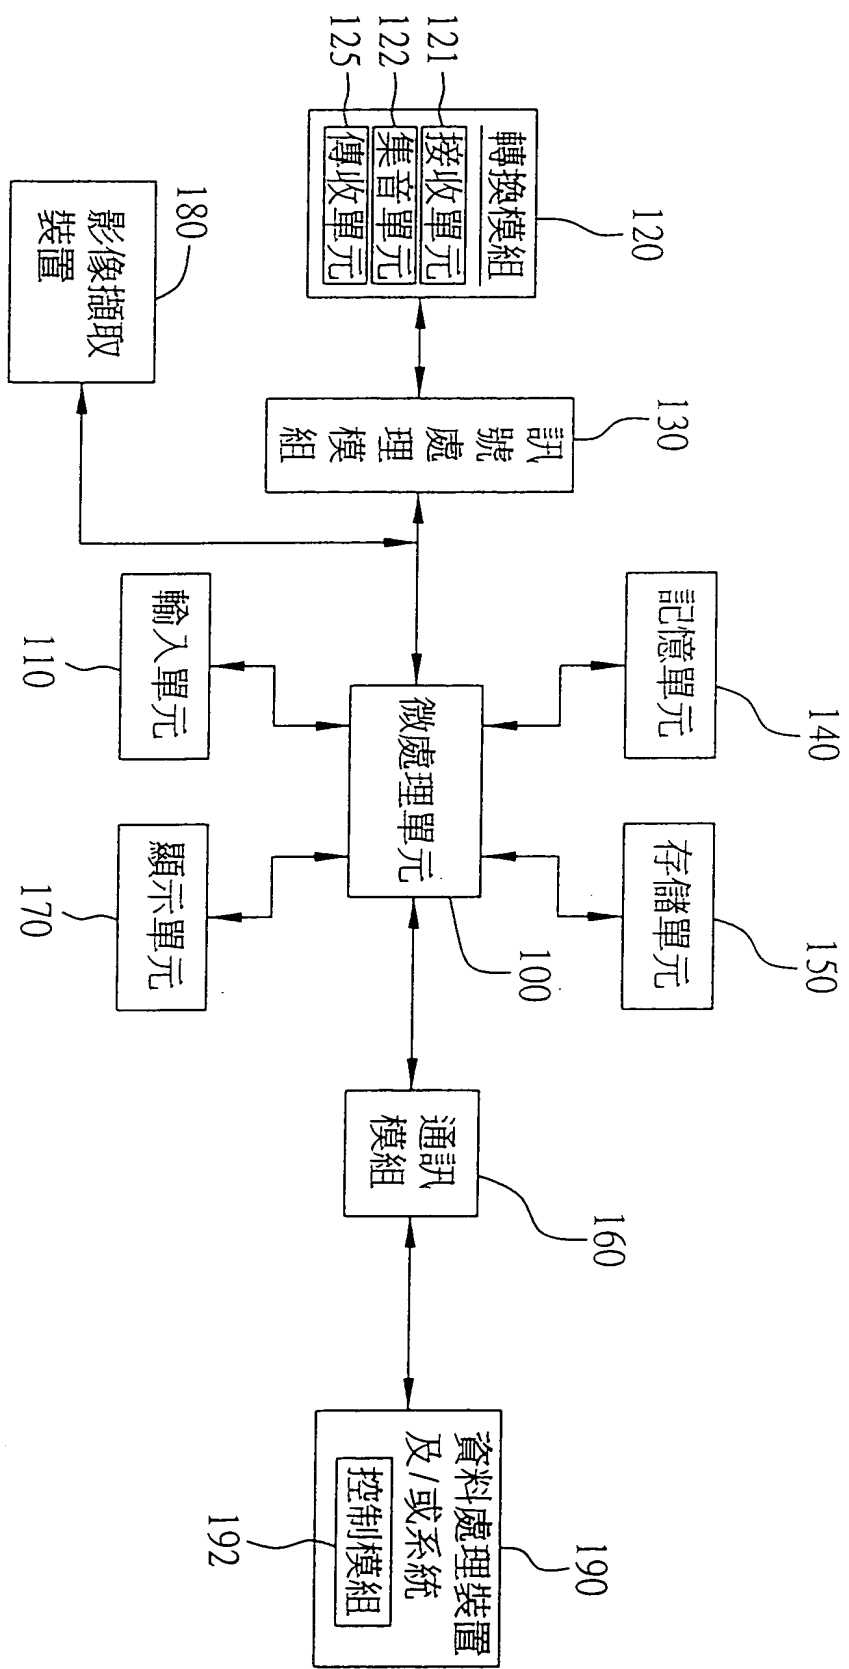 120
轉換模組
121
接收單元
122
集音單元
125
傳收單元
130
訊號處理模組
180
影像擷取
裝置
140
記憶單元
110
輸入單元
微處理單元
100
150
存儲單元
170
顯示單元
160
通訊
模組
190
資料處理裝置
及/或系統
192
控制模組